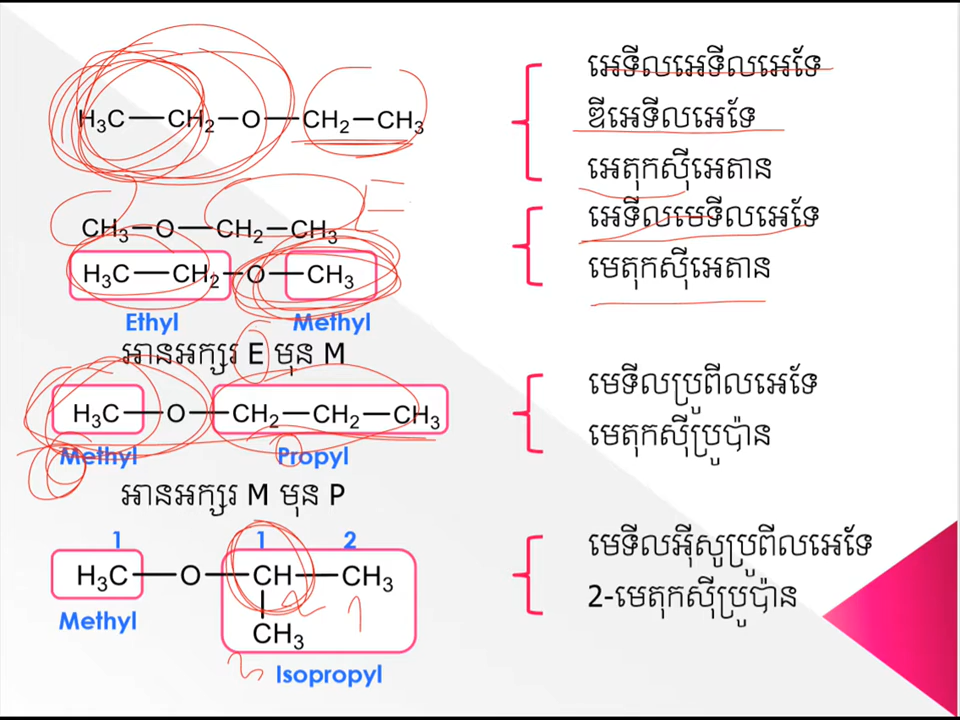 H₃C—CH₂—O—CH₂—CH₃
អេទីលអេទីលអេទែ
ឌីអេទីលអេទែ
អេតុកស៊ីអេតាន
CH₃—O—CH₂—CH₃
អេទីលមេទីលអេទែ
H₃C—CH₂—O—CH₃
មេតុកស៊ីអេតាន
Ethyl Methyl
អានអក្សរ E មុន M
មេទីលប្រូពីលអេទែ
H₃C—O—CH₂—CH₂—CH₃
មេតុកស៊ីប្រូប៉ាន
Methyl Propyl
អានអក្សរ M មុន P
1 1 2
មេទីលអ៊ីសូប្រូពីលអេទែ
H₃C—O—CH—CH₃
2-មេតុកស៊ីប្រូប៉ាន
2 1
Methyl
CH₃
Isopropyl